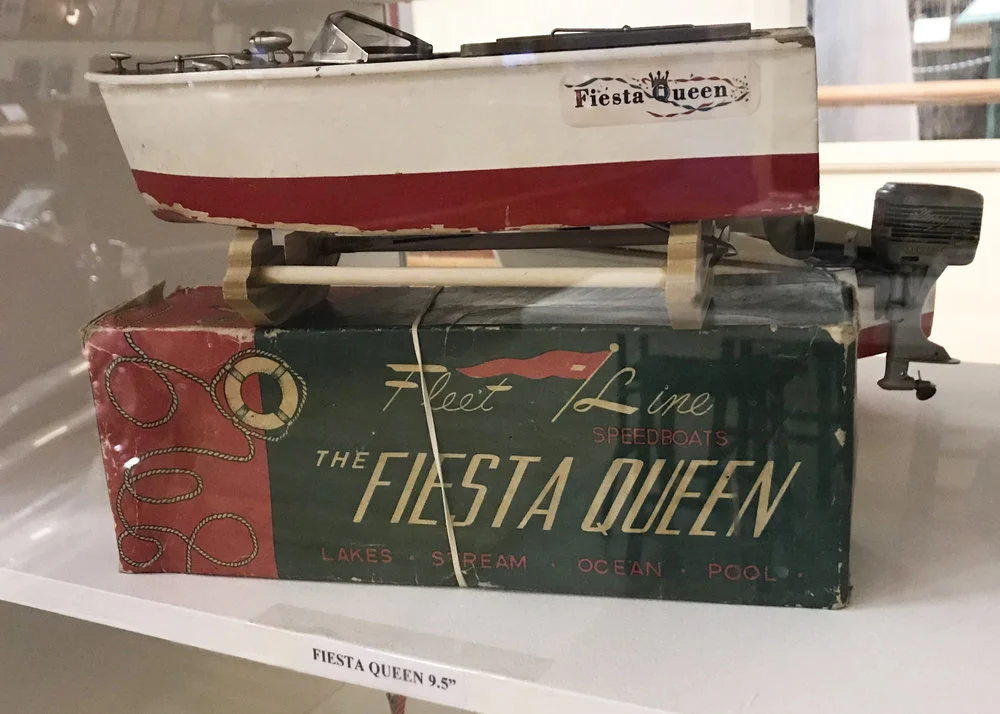 Fiesta Queen
Fleet Line
SPEEDBOATS
THE FIESTA QUEEN
LAKES · STREAM · OCEAN · POOL
FIESTA QUEEN 9.5"